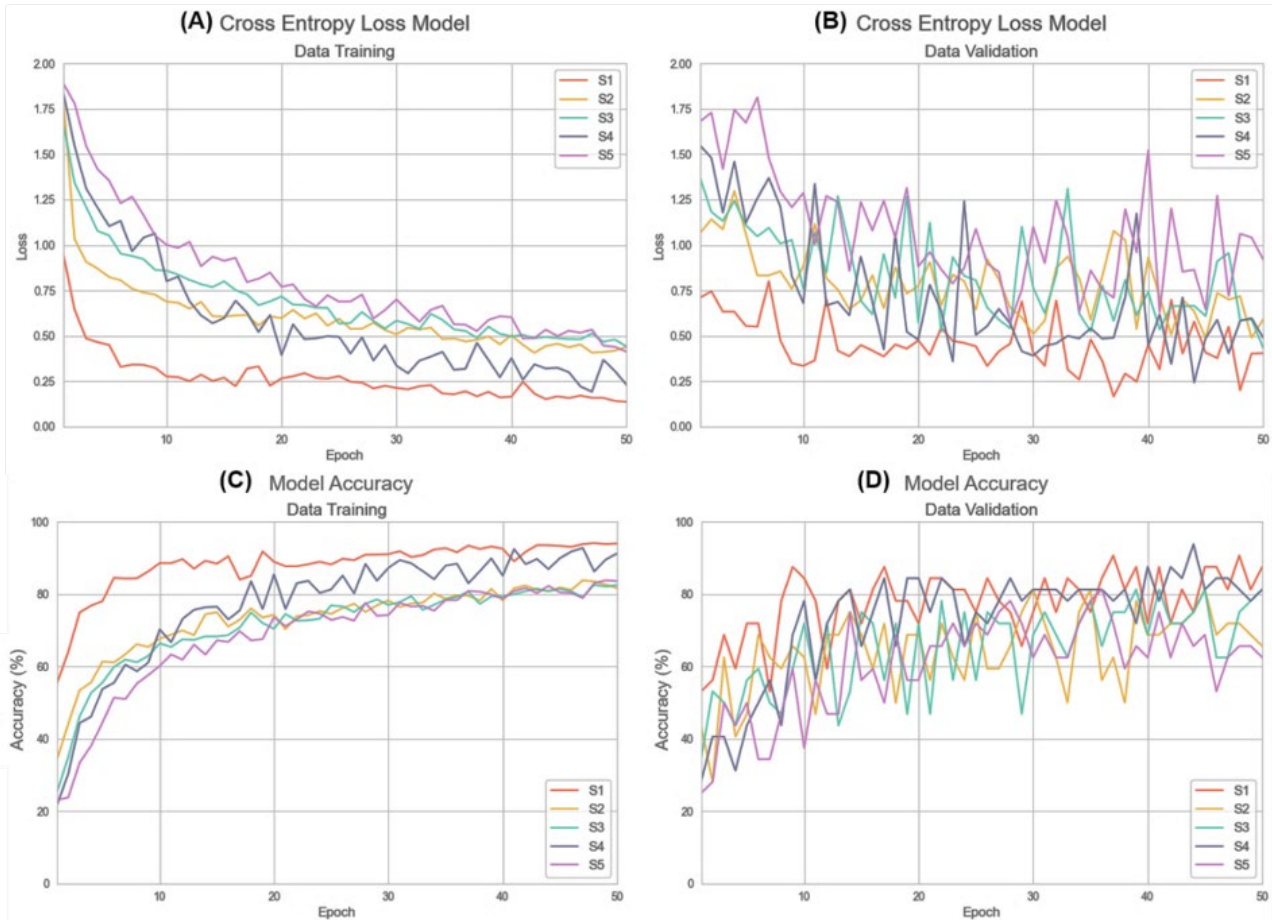 (A) Cross Entropy Loss Model
Data Training
2.00
1.75
1.50
1.25
1.00
0.75
0.50
0.25
0.00
Loss
10
20
30
40
50
Epoch
S1
S2
S3
S4
S5
(B) Cross Entropy Loss Model
Data Validation
2.00
1.75
1.50
1.25
1.00
0.75
0.50
0.25
0.00
Loss
10
20
30
40
50
Epoch
S1
S2
S3
S4
S5
(C) Model Accuracy
Data Training
100
80
60
40
20
0
Accuracy (%)
10
20
30
40
50
Epoch
S1
S2
S3
S4
S5
(D) Model Accuracy
Data Validation
100
80
60
40
20
0
Accuracy (%)
10
20
30
40
50
Epoch
S1
S2
S3
S4
S5